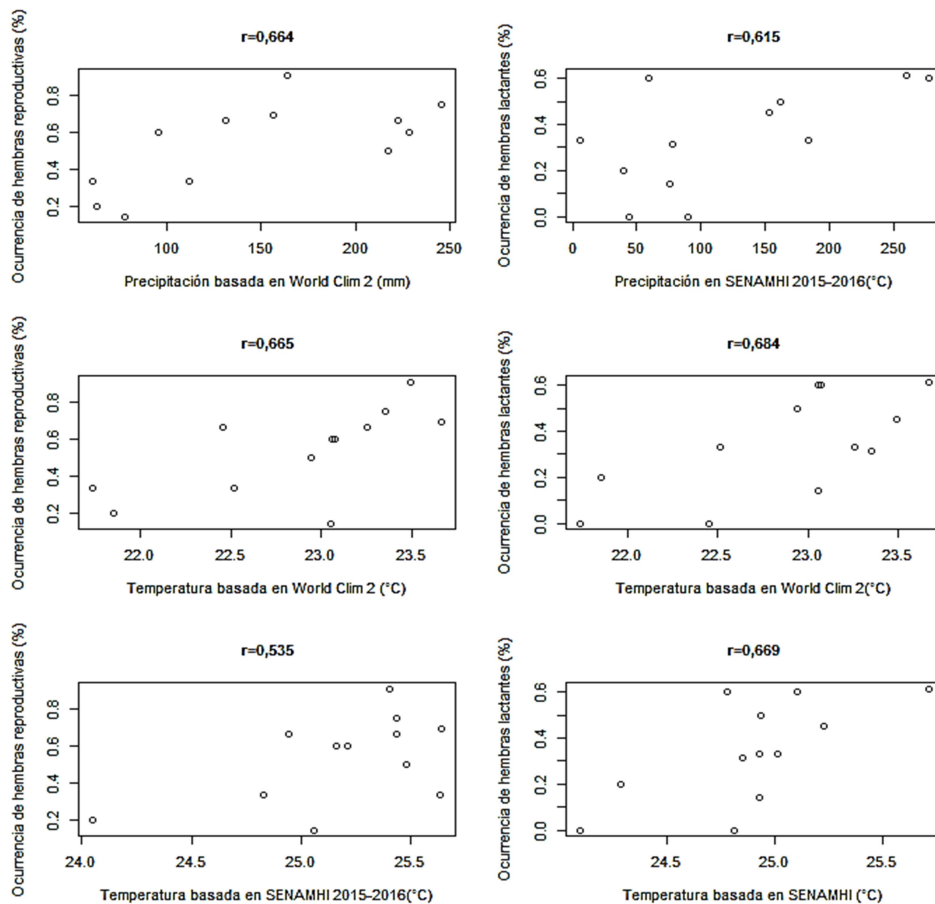 r=0,664
Ocurrencia de hembras reproductivas (%)
0.2 0.4 0.6 0.8
100 150 200 250
Precipitación basada en World Clim 2 (mm)
r=0,615
Ocurrencia de hembras lactantes (%)
0.0 0.2 0.4 0.6
0 50 100 150 200 250
Precipitación en SENAMHI 2015-2016(°C)
r=0,665
Ocurrencia de hembras reproductivas (%)
0.2 0.4 0.6 0.8
22.0 22.5 23.0 23.5
Temperatura basada en World Clim 2 (°C)
r=0,684
Ocurrencia de hembras lactantes (%)
0.0 0.2 0.4 0.6
22.0 22.5 23.0 23.5
Temperatura basada en World Clim 2(°C)
r=0,535
Ocurrencia de hembras reproductivas (%)
0.2 0.4 0.6 0.8
24.0 24.5 25.0 25.5
Temperatura basada en SENAMHI 2015-2016(°C)
r=0,669
Ocurrencia de hembras lactantes (%)
0.0 0.2 0.4 0.6
24.5 25.0 25.5
Temperatura basada en SENAMHI (°C)